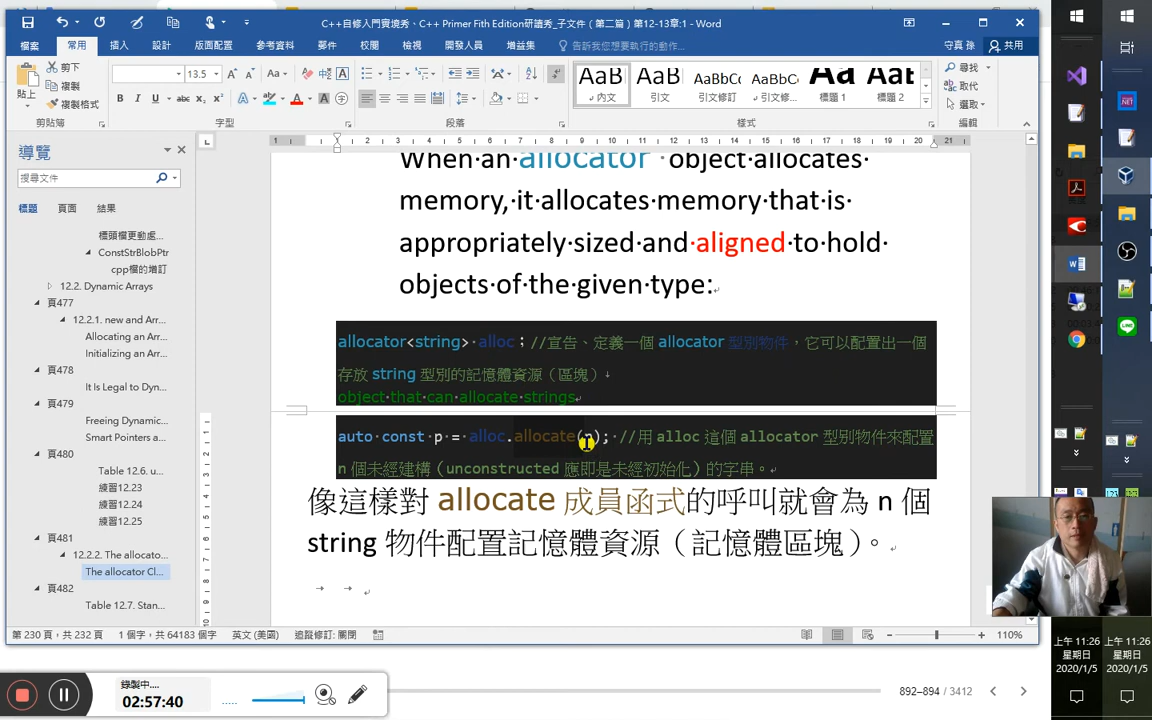 C++自修入門實境秀、C++ Primer Fith Edition研讀秀_子文件（第二篇）第12-13章:1 - Word
檔案 常用 插入 設計 版面配置 參考資料 郵件 校閱 檢視 開發人員 增益集 告訴我您想要執行的動作... 守真 孫 共用
貼上 剪下 複製 複製格式
13.5
AaB AaB AaBbCc AaBbCc AaB AaB
內文 引文 引文修訂 引文修. 標題 1 標題 2
尋找 取代 選取
剪貼簿 字型 段落 樣式 編輯
導覽
搜尋文件
標題 頁面 結果
標頭檔更動處...
ConstStrBlobPtr
cpp檔的增訂
12.2. Dynamic Arrays
頁477
12.2.1. new and Arr...
Allocating an Arr...
Initializing an Arr...
頁478
It Is Legal to Dyn...
頁479
Freeing Dynamic...
Smart Pointers a...
頁480
Table 12.6. u...
練習12.23
練習12.24
練習12.25
頁481
12.2.2. The allocato...
The allocator Cl...
頁482
Table 12.7. Stan...
When an allocator object allocates
memory, it allocates memory that is
appropriately sized and aligned to hold
objects of the given type:
allocator<string> alloc；//宣告、定義一個 allocator 型別物件，它可以配置出一個
存放 string 型別的記憶體資源（區塊）
object that can allocate strings
auto const p = alloc.allocate(n); //用 alloc 這個 allocator 型別物件來配置
n 個未經建構（unconstructed 應即是未經初始化）的字串。
像這樣對 allocate 成員函式的呼叫就會為 n 個
string 物件配置記憶體資源（記憶體區塊）。
第 230 頁，共 232 頁 1 個字，共 64183 個字 英文 (美國) 追蹤修訂: 關閉 110%
錄製中....
02:57:40
892–894 / 3412
上午 11:26 上午 11:26
星期日 星期日
2020/1/5 2020/1/5